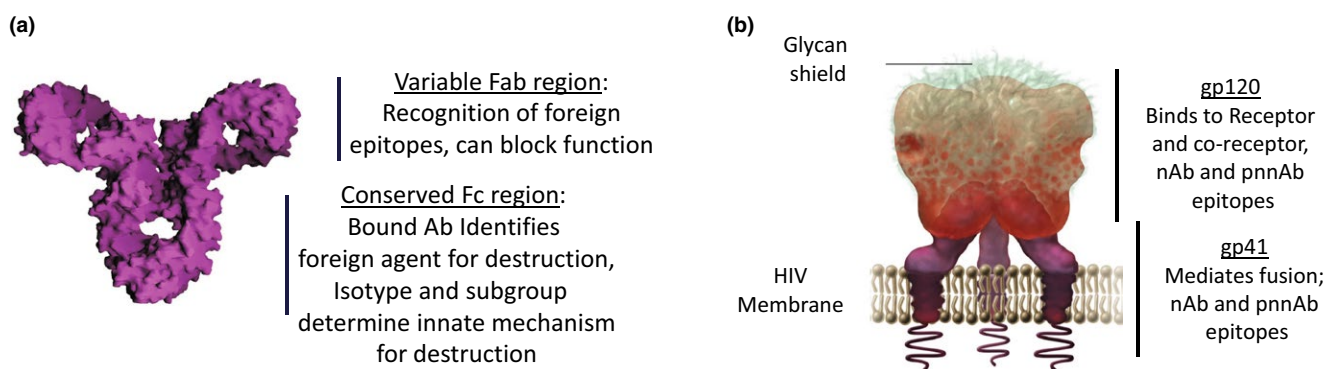 (a)
Variable Fab region:
Recognition of foreign
epitopes, can block function
Conserved Fc region:
Bound Ab Identifies
foreign agent for destruction,
Isotype and subgroup
determine innate mechanism
for destruction
(b)
Glycan
shield
HIV
Membrane
gp120
Binds to Receptor
and co-receptor,
nAb and pnnAb
epitopes
gp41
Mediates fusion;
nAb and pnnAb
epitopes